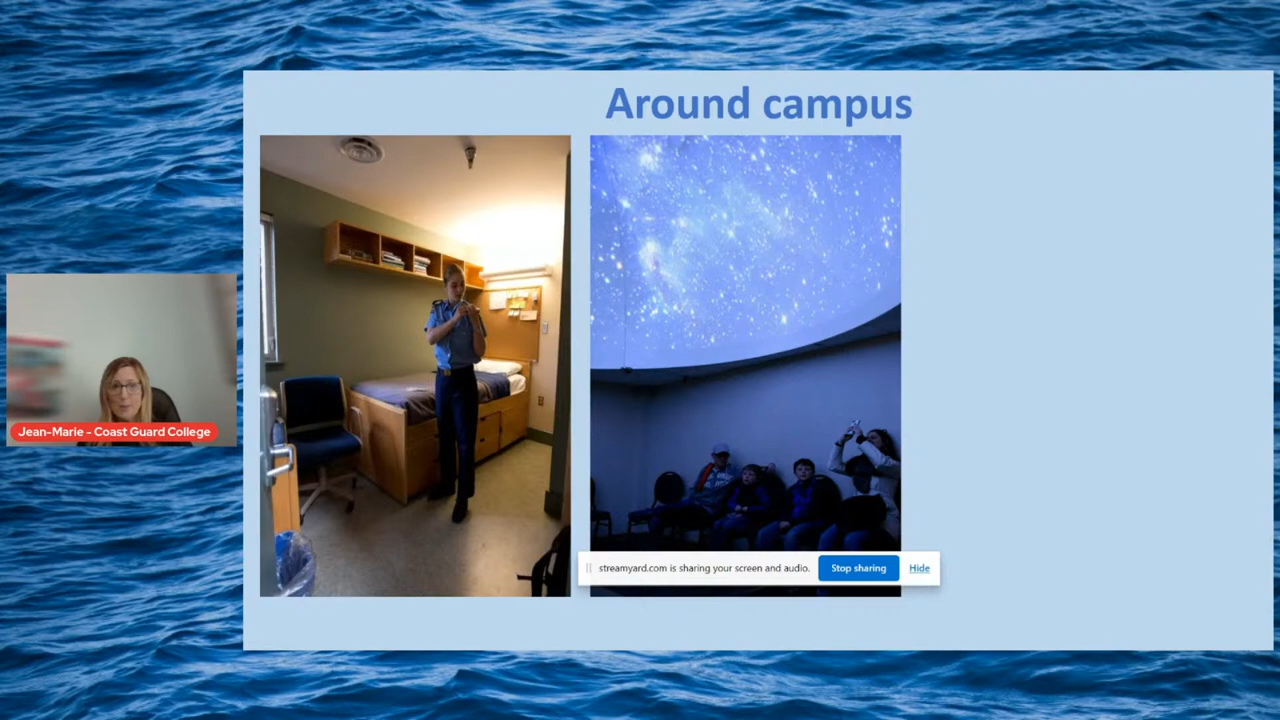 Around campus
Jean-Marie - Coast Guard College
streamyard.com is sharing your screen and audio.
Stop sharing
Hide